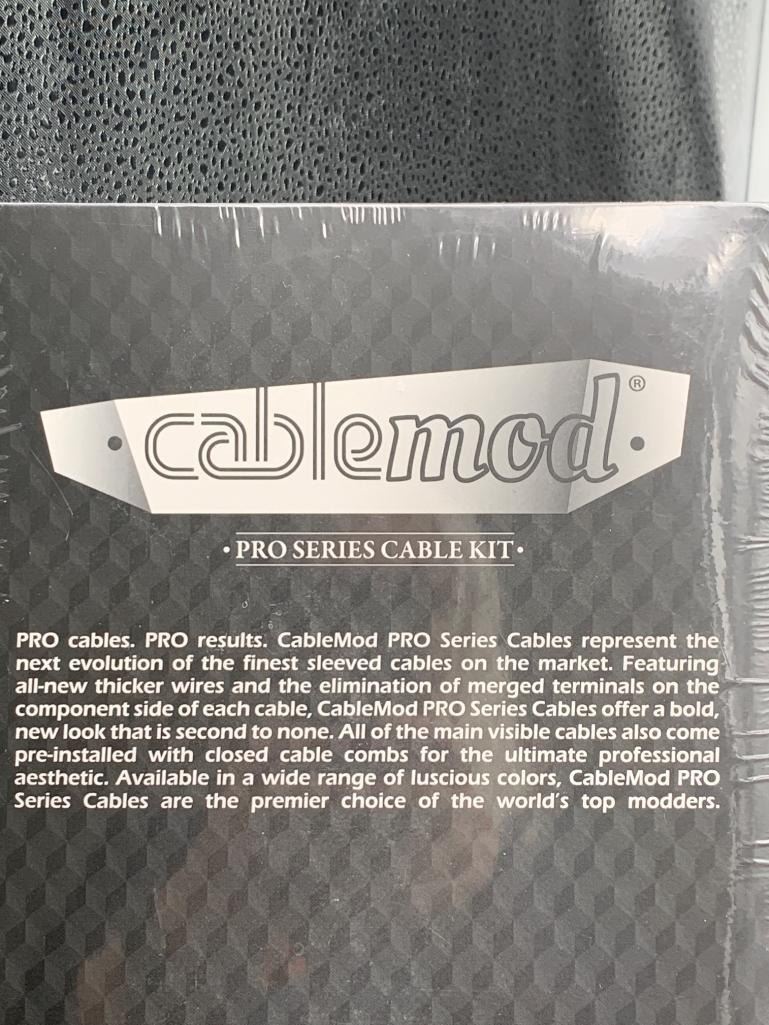 cablemod®
• PRO SERIES CABLE KIT •
PRO cables. PRO results. CableMod PRO Series Cables represent the
next evolution of the finest sleeved cables on the market. Featuring
all-new thicker wires and the elimination of merged terminals on the
component side of each cable, CableMod PRO Series Cables offer a bold,
new look that is second to none. All of the main visible cables also come
pre-installed with closed cable combs for the ultimate professional
aesthetic. Available in a wide range of luscious colors, CableMod PRO
Series Cables are the premier choice of the world's top modders.